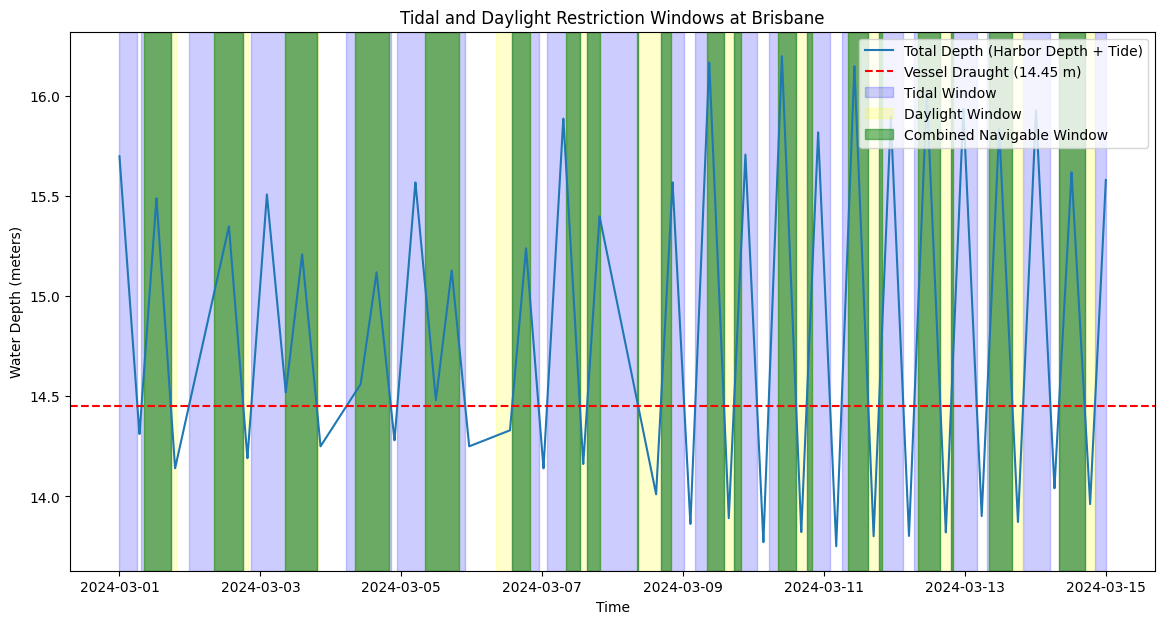 Tidal and Daylight Restriction Windows at Brisbane
Total Depth (Harbor Depth + Tide)
Vessel Draught (14.45 m)
Tidal Window
Daylight Window
Combined Navigable Window
Water Depth (meters)
16.0
15.5
15.0
14.5
14.0
2024-03-01
2024-03-03
2024-03-05
2024-03-07
2024-03-09
2024-03-11
2024-03-13
2024-03-15
Time